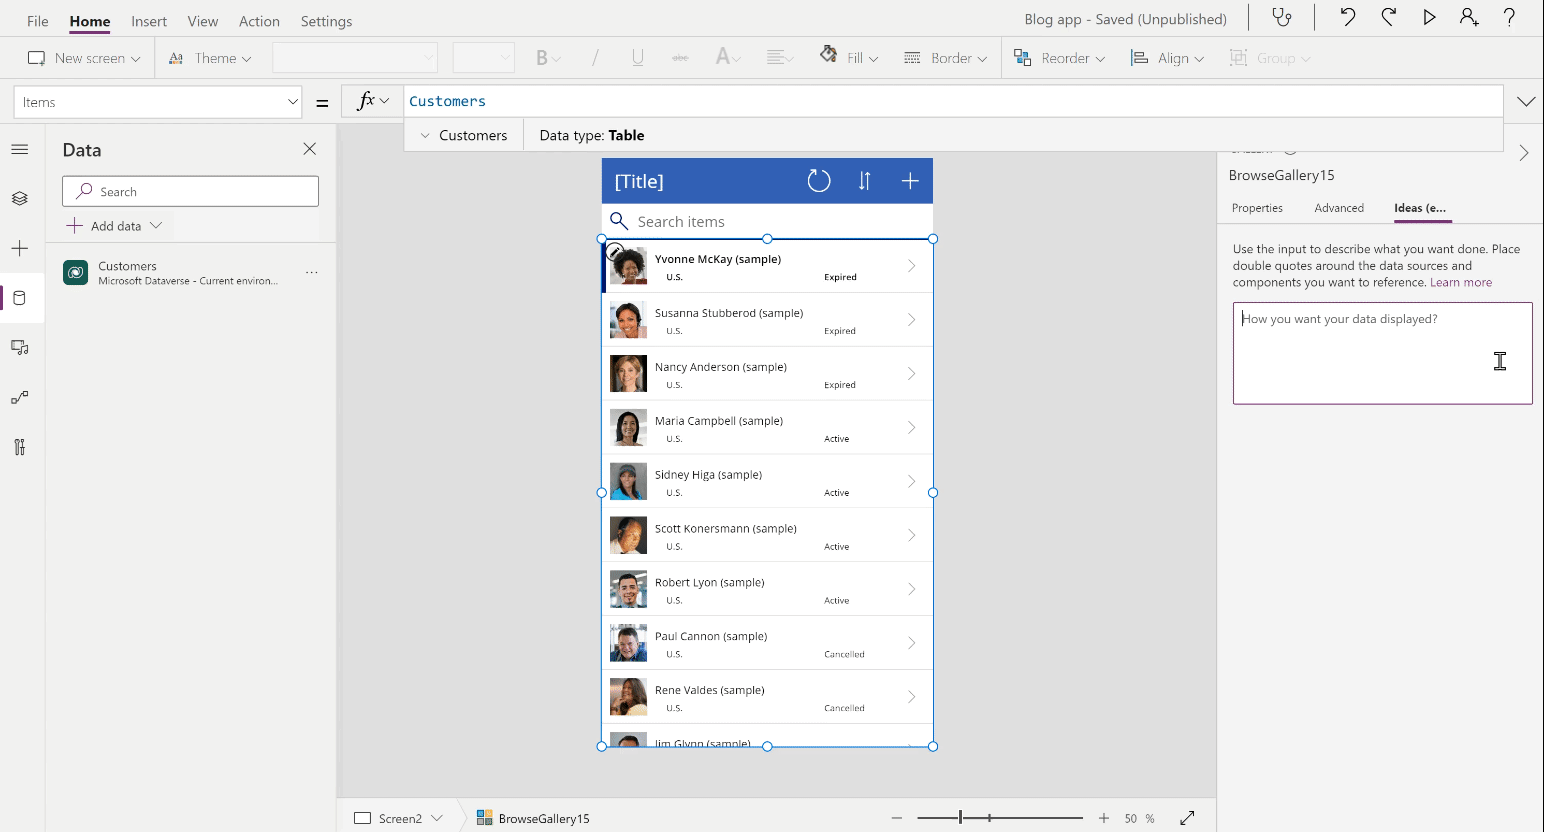 File Home Insert View Action Settings
Blog app - Saved (Unpublished)
New screen Theme B / U abc A Fill Border Reorder Align Group
Items = fx Customers
Customers Data type: Table
Data
Search
Add data
Customers
Microsoft Dataverse - Current environ...
[Title]
Search items
Yvonne McKay (sample)
U.S. Expired
Susanna Stubberod (sample)
U.S. Expired
Nancy Anderson (sample)
U.S. Expired
Maria Campbell (sample)
U.S. Active
Sidney Higa (sample)
U.S. Active
Scott Konersmann (sample)
U.S. Active
Robert Lyon (sample)
U.S. Active
Paul Cannon (sample)
U.S. Cancelled
Rene Valdes (sample)
U.S. Cancelled
Jim Glynn (sample)
BrowseGallery15
Properties Advanced Ideas (e...
Use the input to describe what you want done. Place
double quotes around the data sources and
components you want to reference. Learn more
How you want your data displayed?
Screen2 BrowseGallery15
50 %